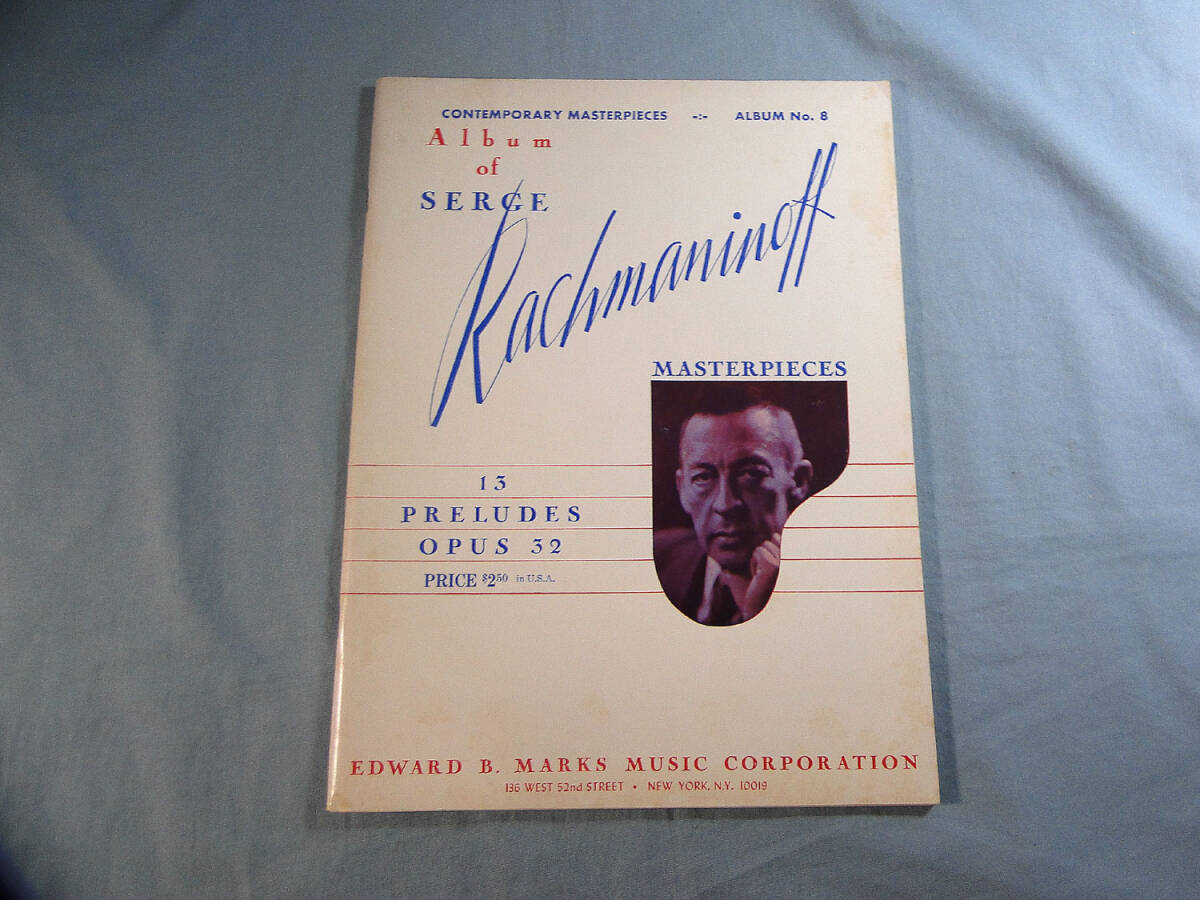 CONTEMPORARY MASTERPIECES -:- ALBUM No. 8
Album
of
SERGE
Rachmaninoff
MASTERPIECES
13
PRELUDES
OPUS 32
PRICE $2.50 in U.S.A.
EDWARD B. MARKS MUSIC CORPORATION
136 WEST 52nd STREET • NEW YORK, N.Y. 10019